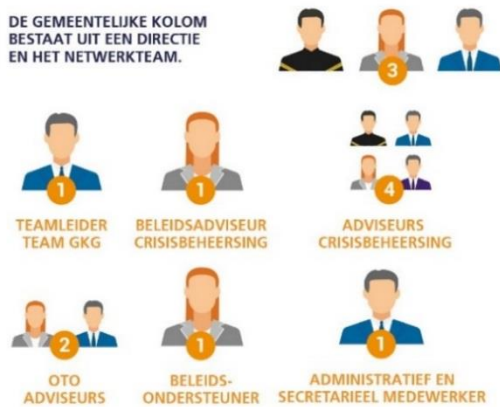 DE GEMEENTELIJKE KOLOM
BESTAAT UIT EEN DIRECTIE
EN HET NETWERKTEAM.
3
1
1
4
TEAMLEIDER
TEAM GKG
BELEIDSADVISEUR
CRISISBEHEERSING
ADVISEURS
CRISISBEHEERSING
2
1
1
OTO
ADVISEURS
BELEIDS-
ONDERSTEUNER
ADMINISTRATIEF EN
SECRETARIEEL MEDEWERKER